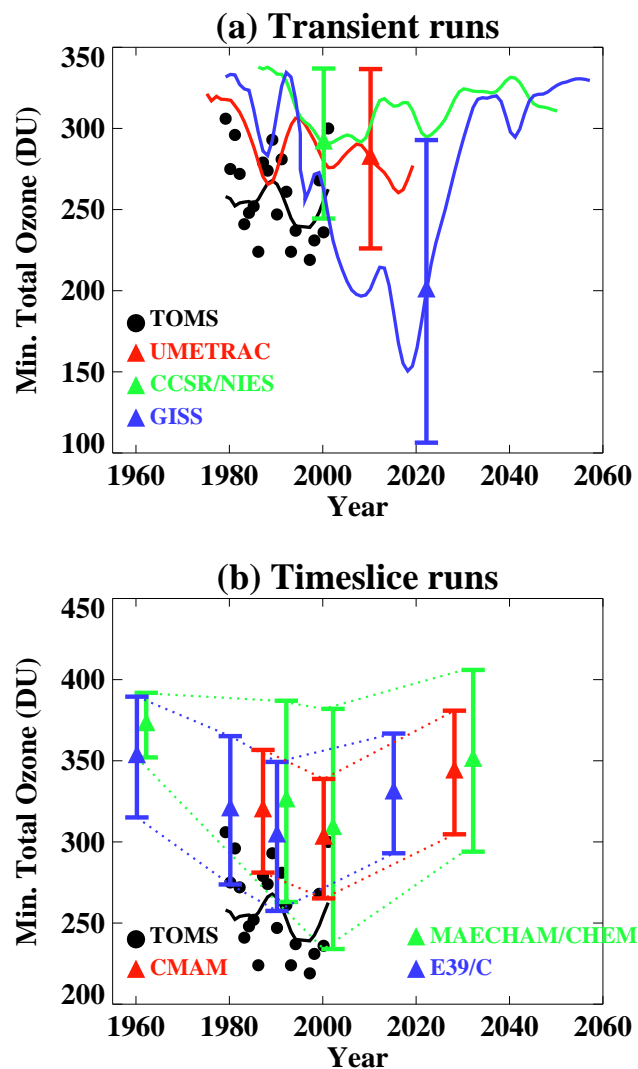 (a) Transient runs
Min. Total Ozone (DU)
350
300
250
200
150
100
TOMS
UMETRAC
CCSR/NIES
GISS
1960 1980 2000 2020 2040 2060
Year
(b) Timeslice runs
Min. Total Ozone (DU)
450
400
350
300
250
200
TOMS MAECHAM/CHEM
CMAM E39/C
1960 1980 2000 2020 2040 2060
Year